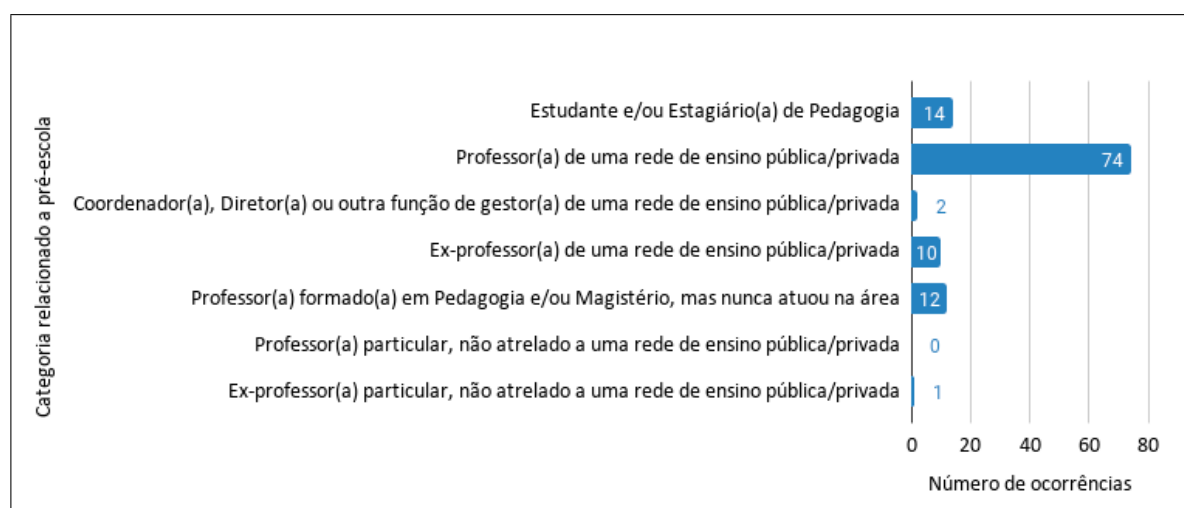 Categoria relacionado a pré-escola
Estudante e/ou Estagiário(a) de Pedagogia
14
Professor(a) de uma rede de ensino pública/privada
74
Coordenador(a), Diretor(a) ou outra função de gestor(a) de uma rede de ensino pública/privada
2
Ex-professor(a) de uma rede de ensino pública/privada
10
Professor(a) formado(a) em Pedagogia e/ou Magistério, mas nunca atuou na área
12
Professor(a) particular, não atrelado a uma rede de ensino pública/privada
0
Ex-professor(a) particular, não atrelado a uma rede de ensino pública/privada
1
0 20 40 60 80
Número de ocorrências